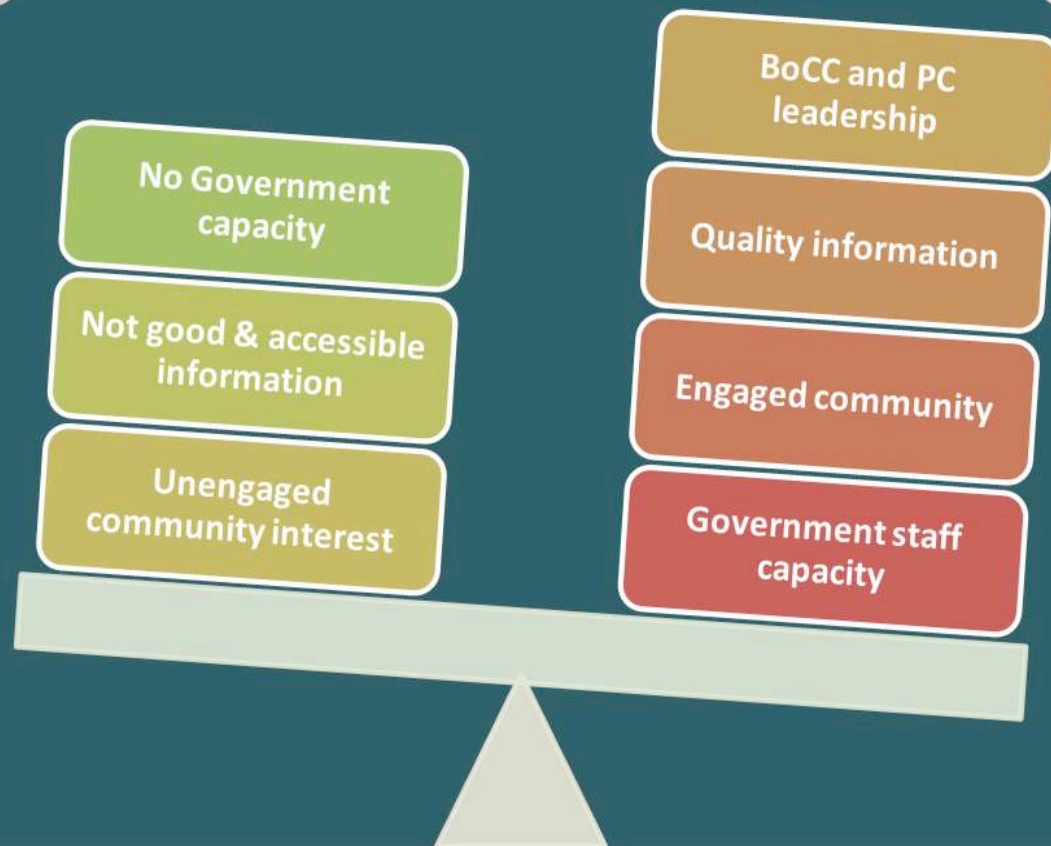 No Government
capacity
Not good & accessible
information
Unengaged
community interest
BoCC and PC
leadership
Quality information
Engaged community
Government staff
capacity